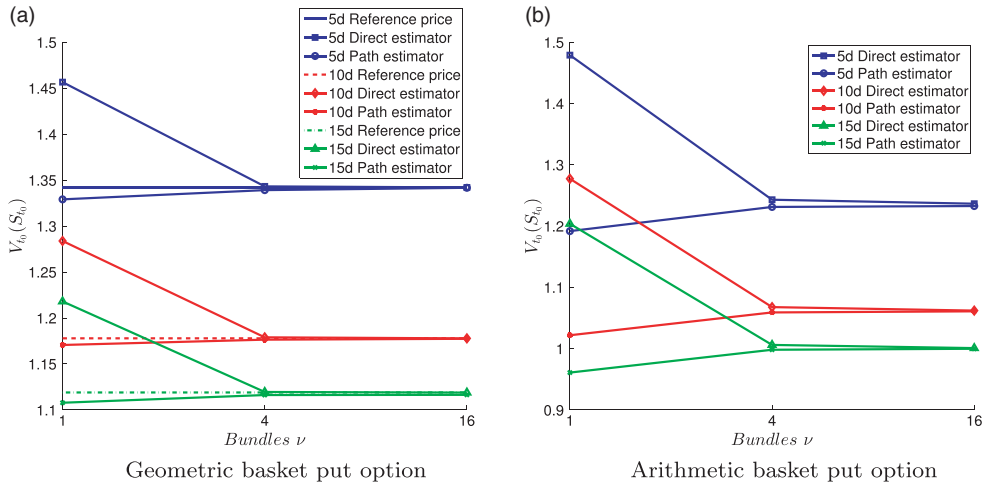 (a)
5d Reference price
5d Direct estimator
5d Path estimator
10d Reference price
10d Direct estimator
10d Path estimator
15d Reference price
15d Direct estimator
15d Path estimator
1.5
1.45
1.4
1.35
1.3
1.25
1.2
1.15
1.1
V_{t_0}(S_{t_0})
1 4 16
Bundles ν
Geometric basket put option
(b)
5d Direct estimator
5d Path estimator
10d Direct estimator
10d Path estimator
15d Direct estimator
15d Path estimator
1.5
1.4
1.3
1.2
1.1
1
0.9
V_{t_0}(S_{t_0})
1 4 16
Bundles ν
Arithmetic basket put option